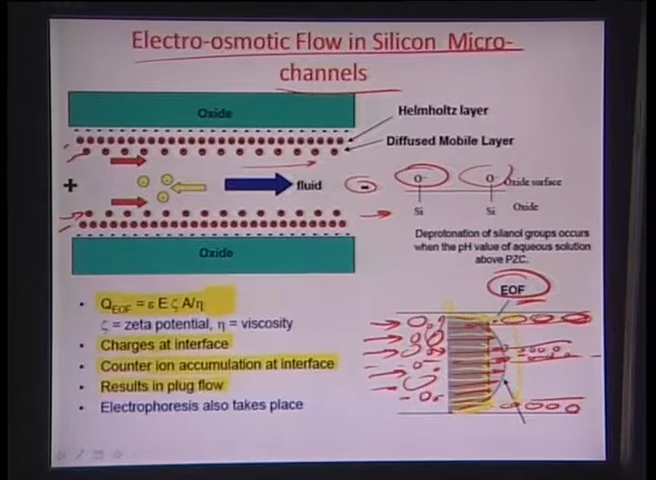 Electro-osmotic Flow in Silicon Micro-
channels
Oxide
Helmholtz layer
Diffused Mobile Layer
+
fluid
-
O⁻ O⁻ Oxide surface
Si Si Oxide
Oxide
Deprotonation of silanol groups occurs
when the pH value of aqueous solution
above PZC.
EOF
• Q_EOF = ε E ζ A/η
ζ = zeta potential, η = viscosity
• Charges at interface
• Counter ion accumulation at interface
• Results in plug flow
• Electrophoresis also takes place